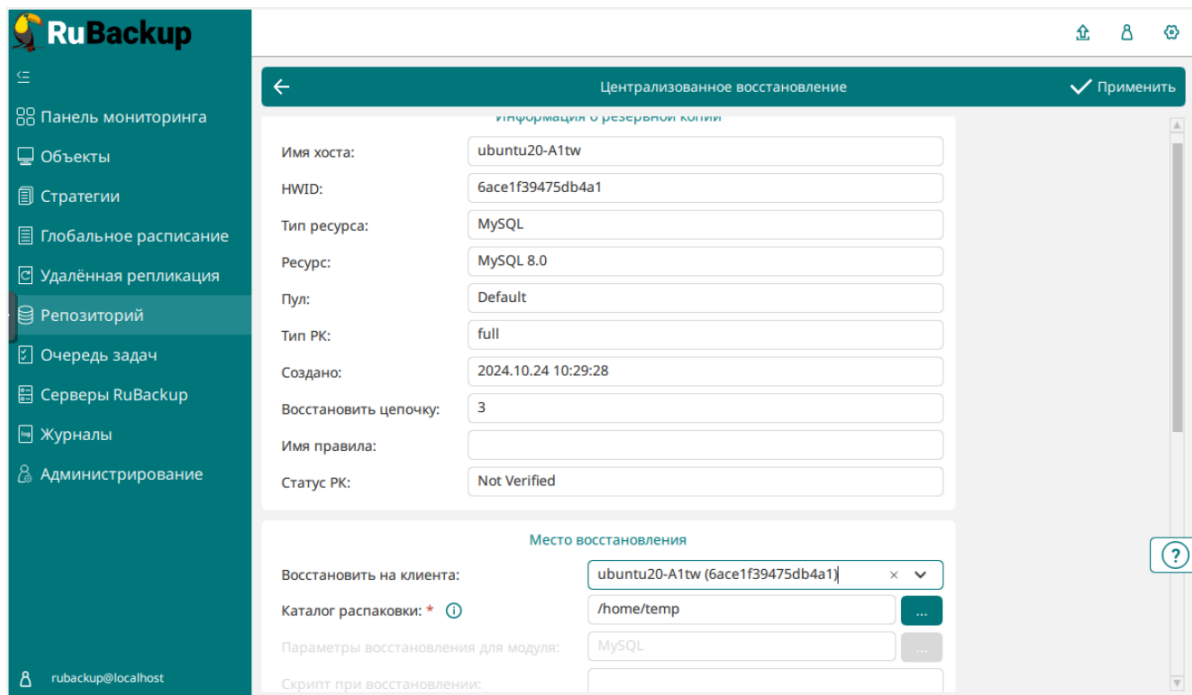 RuBackup
Централизованное восстановление
Применить
Панель мониторинга
Объекты
Стратегии
Глобальное расписание
Удалённая репликация
Репозиторий
Очередь задач
Серверы RuBackup
Журналы
Администрирование
rubackup@localhost
Информация о резервной копии
Имя хоста: ubuntu20-A1tw
HWID: 6ace1f39475db4a1
Тип ресурса: MySQL
Ресурс: MySQL 8.0
Пул: Default
Тип РК: full
Создано: 2024.10.24 10:29:28
Восстановить цепочку: 3
Имя правила:
Статус РК: Not Verified
Место восстановления
Восстановить на клиента: ubuntu20-A1tw (6ace1f39475db4a1)
Каталог распаковки: * /home/temp ...
Параметры восстановления для модуля: MySQL ...
Скрипт при восстановлении:
?